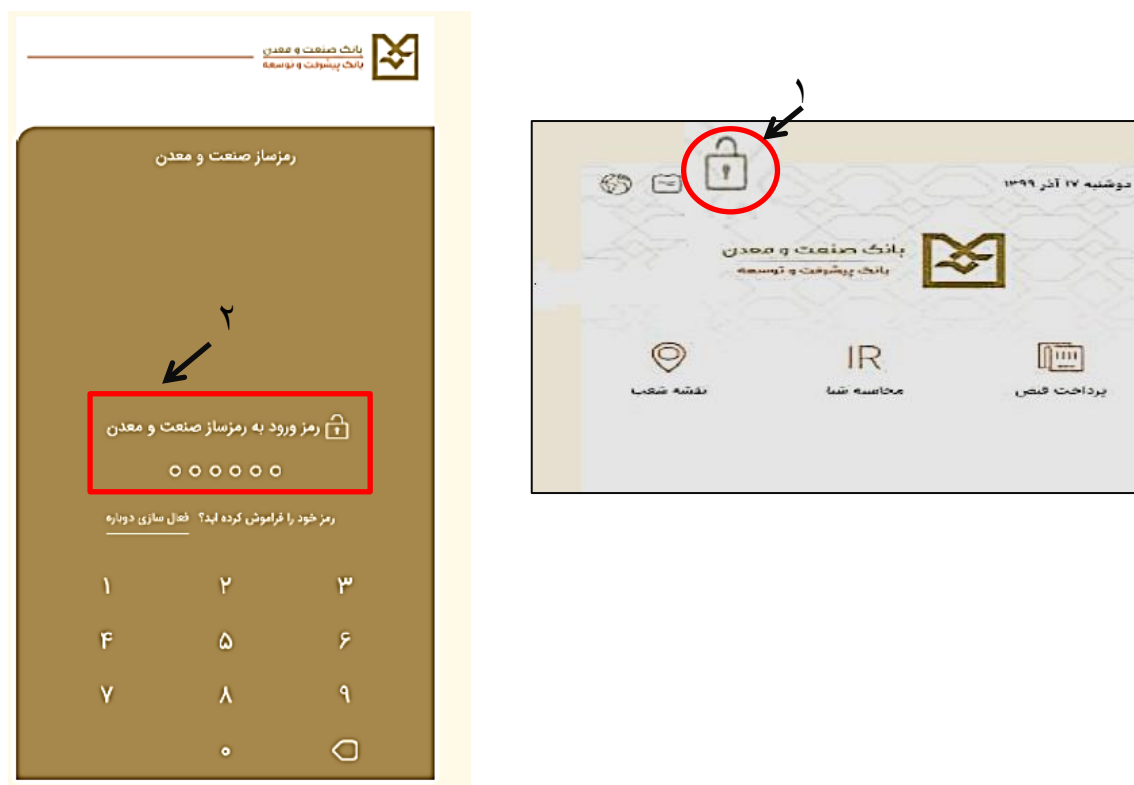 ۱
دوشنبه ۱۷ آذر ۱۳۹۹
بانک صنعت و معدن
بانک پیشرفت و توسعه
پرداخت قبض
IR
محاسبه شبا
نقشه شعب
بانک صنعت و معدن
بانک پیشرفت و توسعه
رمزساز صنعت و معدن
۲
رمز ورود به رمزساز صنعت و معدن
رمز خود را فراموش کرده اید؟ فعال سازی دوباره
۱ ۲ ۳
۴ ۵ ۶
۷ ۸ ۹
۰